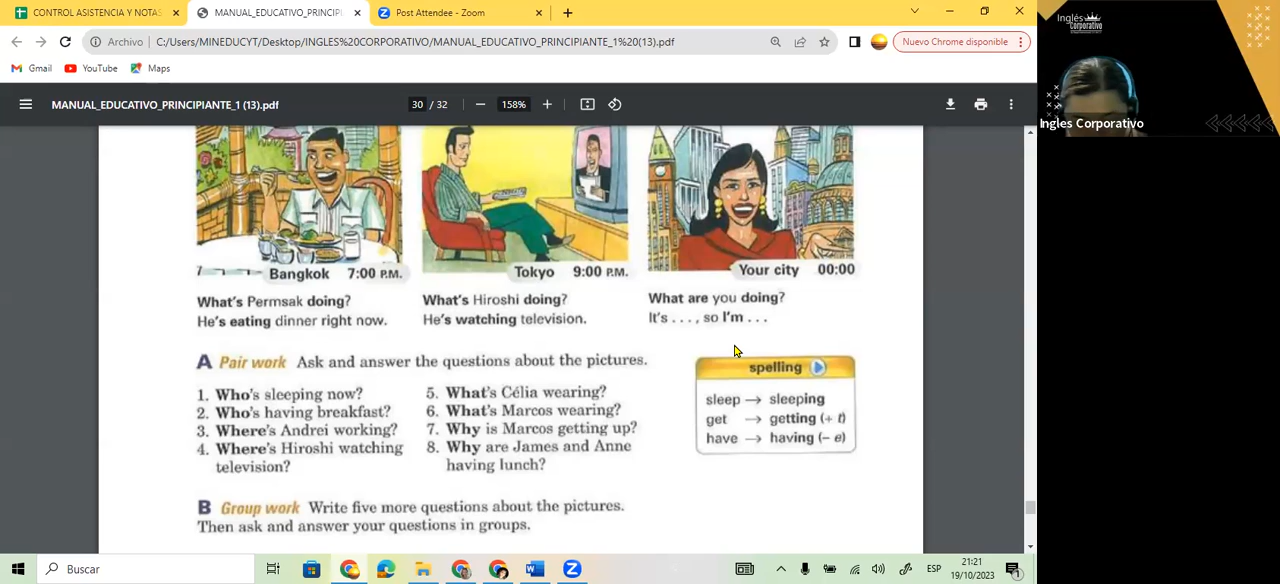 CONTROL ASISTENCIA Y NOTAS
MANUAL_EDUCATIVO_PRINCIPI
Post Attendee - Zoom
Archivo
C:/Users/MINEDUCYT/Desktop/INGLES%20CORPORATIVO/MANUAL_EDUCATIVO_PRINCIPIANTE_1%20(13).pdf
Nuevo Chrome disponible
Gmail
YouTube
Maps
MANUAL_EDUCATIVO_PRINCIPIANTE_1 (13).pdf
30 / 32
158%
Inglés
Corporativo
Ingles Corporativo
Bangkok 7:00 P.M.
Tokyo 9:00 P.M.
Your city 00:00
What's Permsak doing?
He's eating dinner right now.
What's Hiroshi doing?
He's watching television.
What are you doing?
It's . . . , so I'm . . .
A Pair work Ask and answer the questions about the pictures.
1. Who's sleeping now?
2. Who's having breakfast?
3. Where's Andrei working?
4. Where's Hiroshi watching
television?
5. What's Célia wearing?
6. What's Marcos wearing?
7. Why is Marcos getting up?
8. Why are James and Anne
having lunch?
spelling
sleep → sleeping
get → getting (+ t)
have → having (– e)
B Group work Write five more questions about the pictures.
Then ask and answer your questions in groups.
Buscar
ESP
21:21
19/10/2023